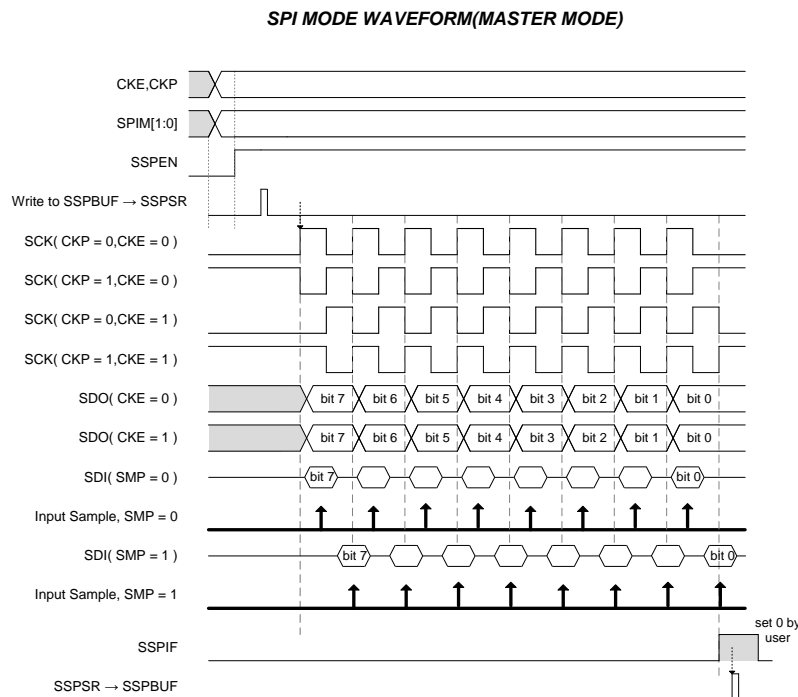 SPI MODE WAVEFORM(MASTER MODE)
CKE,CKP
SPIM[1:0]
SSPEN
Write to SSPBUF → SSPSR
SCK( CKP = 0,CKE = 0 )
SCK( CKP = 1,CKE = 0 )
SCK( CKP = 0,CKE = 1 )
SCK( CKP = 1,CKE = 1 )
SDO( CKE = 0 ) bit 7 bit 6 bit 5 bit 4 bit 3 bit 2 bit 1 bit 0
SDO( CKE = 1 ) bit 7 bit 6 bit 5 bit 4 bit 3 bit 2 bit 1 bit 0
SDI( SMP = 0 ) bit 7 bit 0
Input Sample, SMP = 0
SDI( SMP = 1 ) bit 7 bit 0
Input Sample, SMP = 1
SSPIF set 0 by
user
SSPSR → SSPBUF